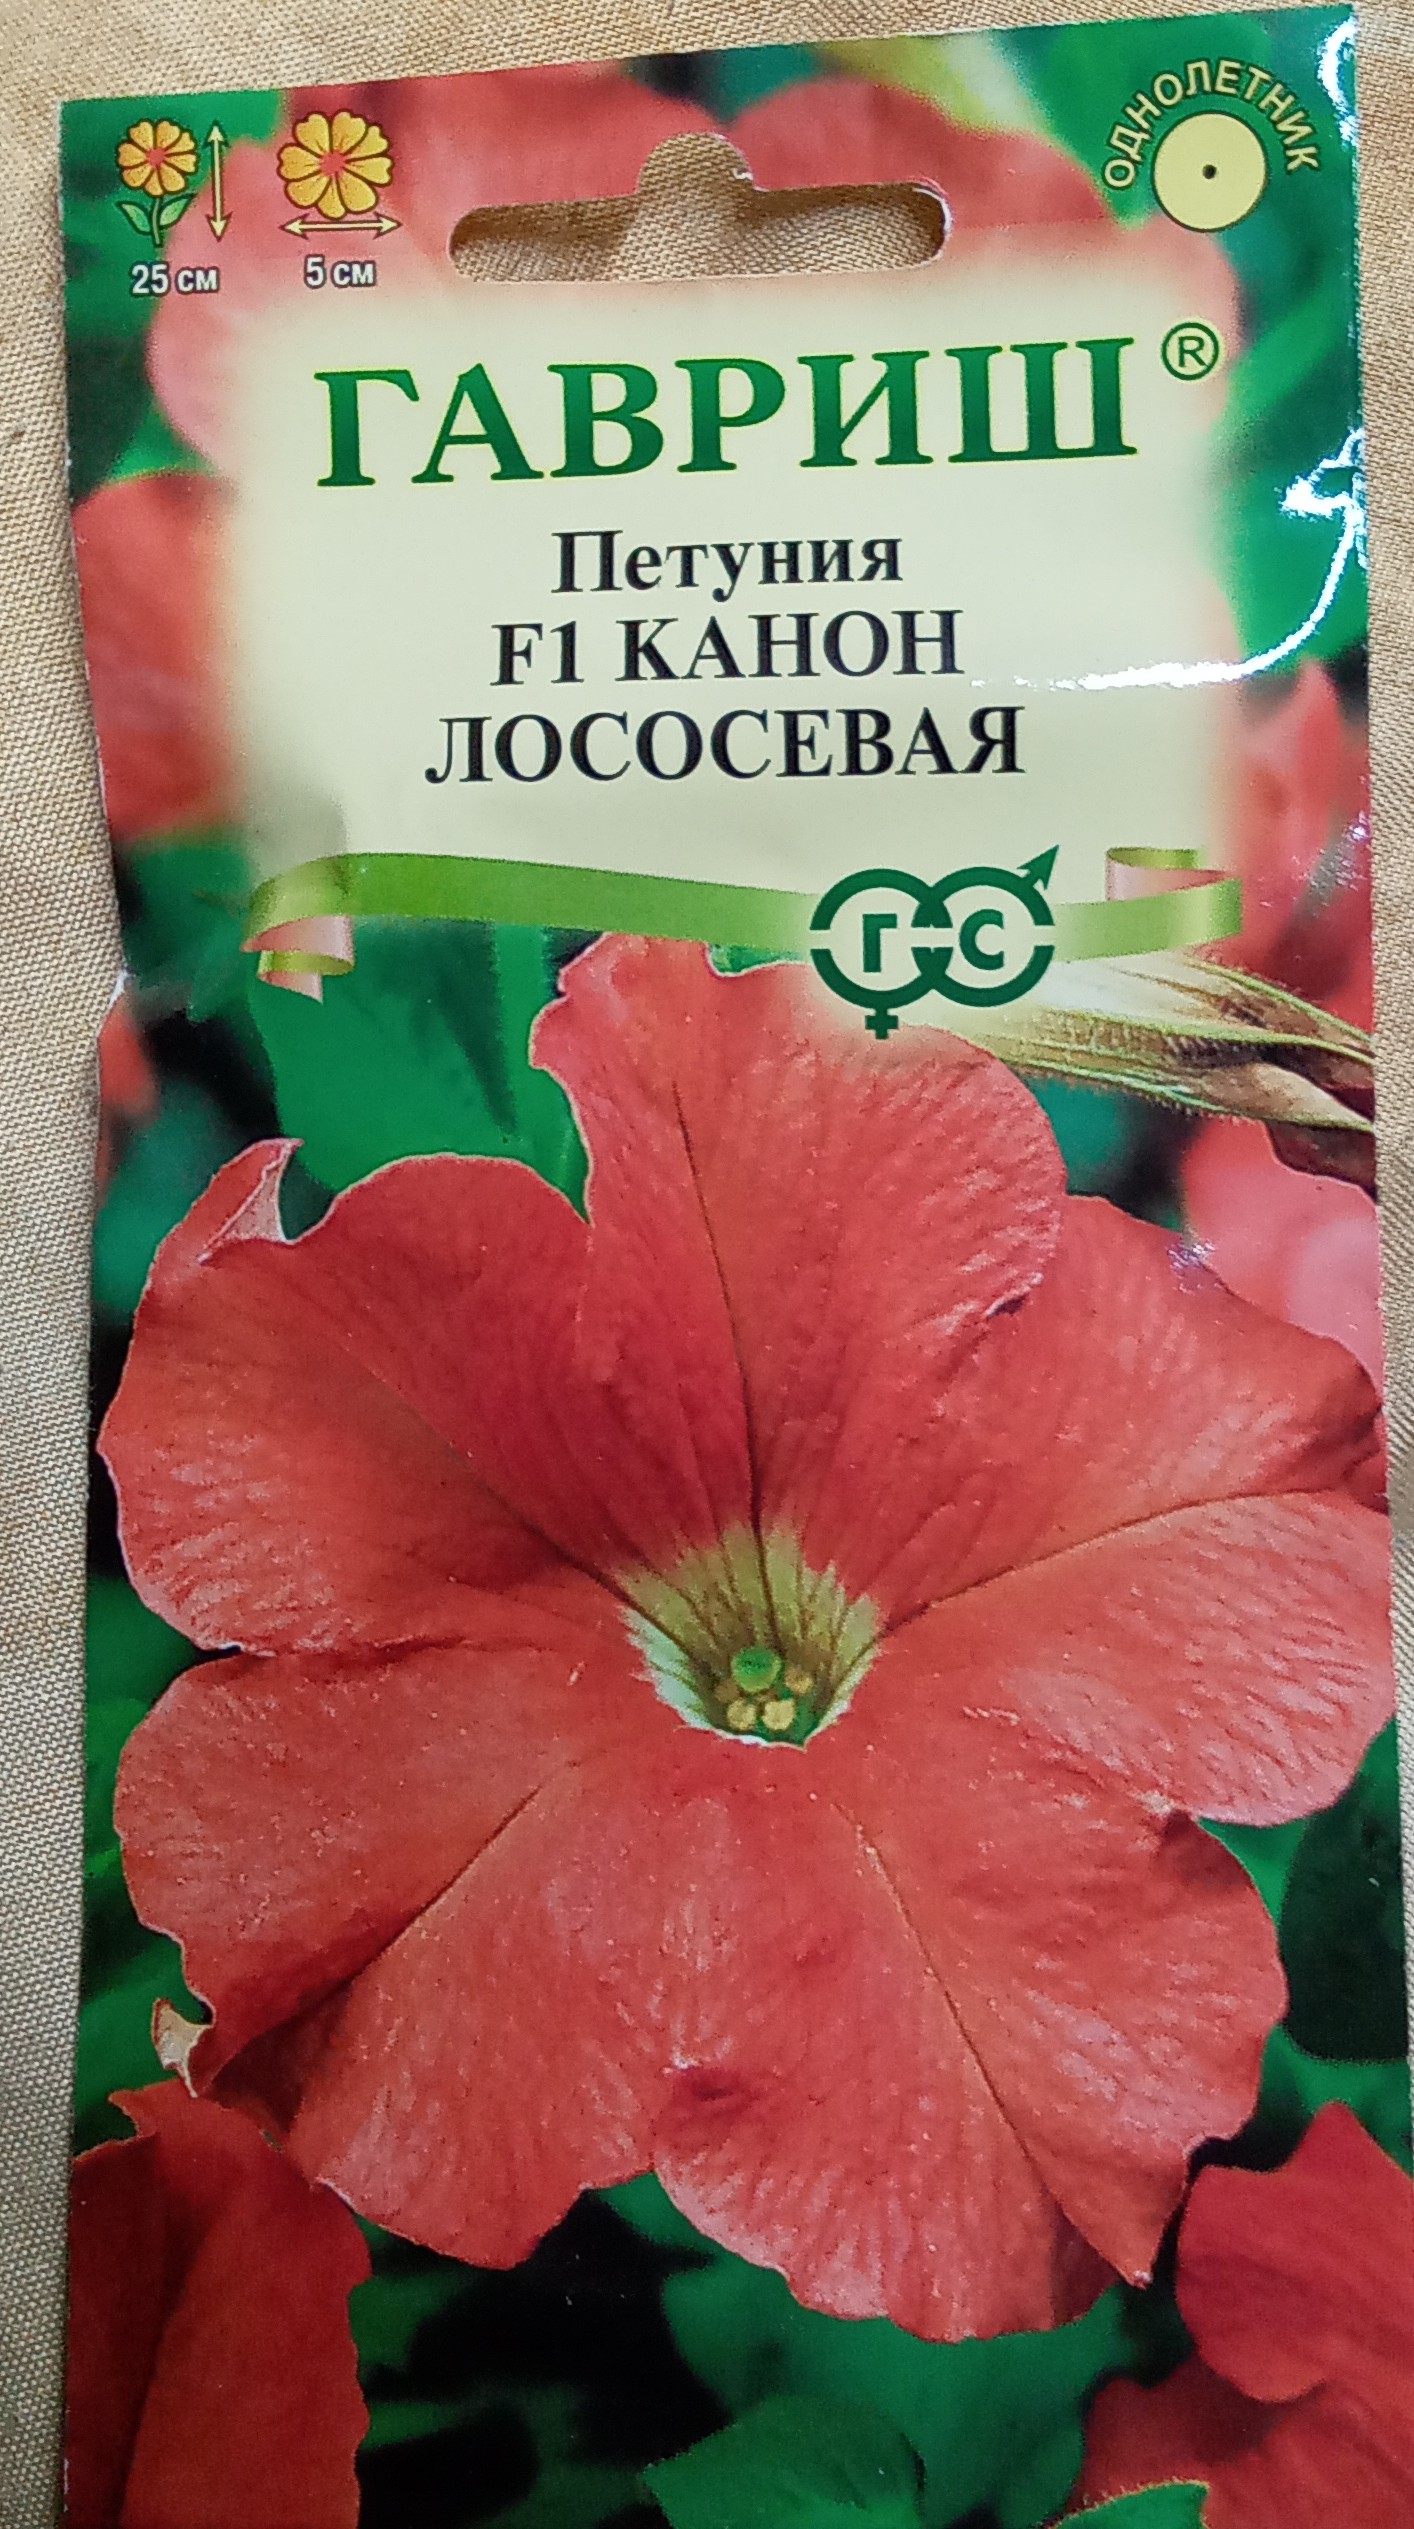 ОДНОЛЕТНИК
25 см
5 см
ГАВРИШ®
Петуния
F1 КАНОН
ЛОСОСЕВАЯ
Г С